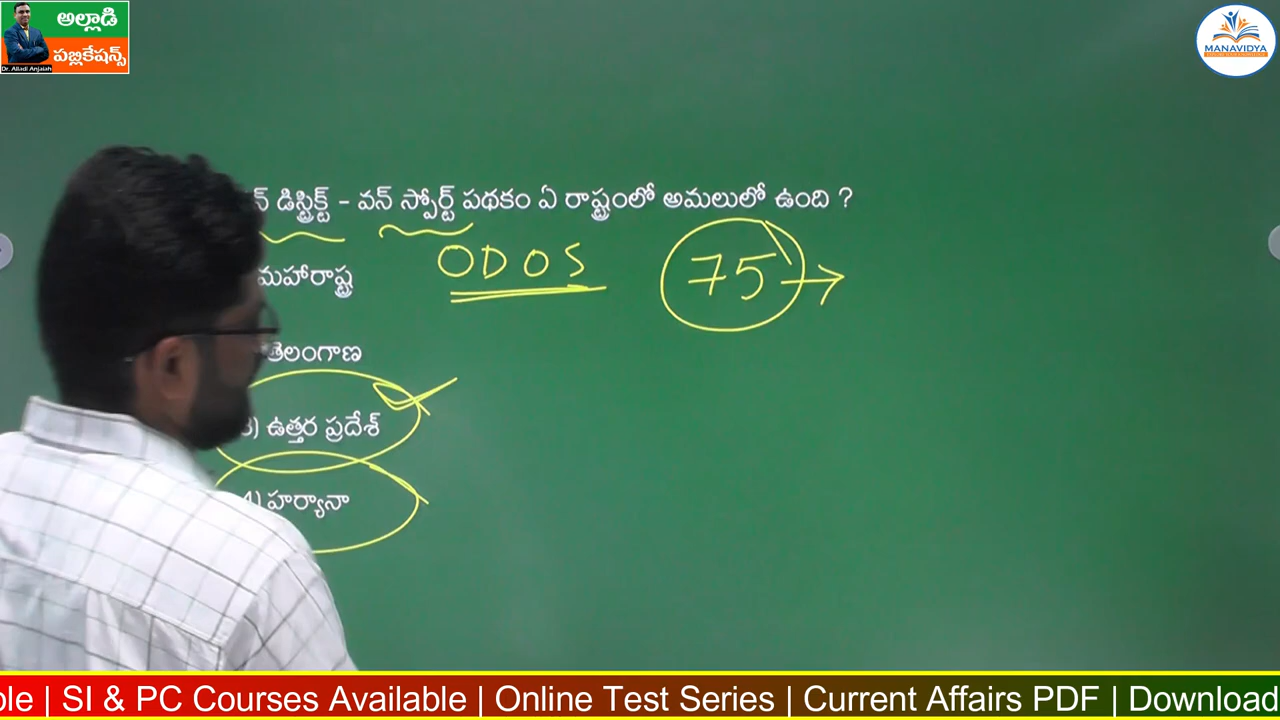 అల్లాడి
పబ్లికేషన్స్
Dr. Alladi Anjaiah
MANAVIDYA
డిస్ట్రిక్ట్ - వన్ స్పోర్ట్ పథకం ఏ రాష్ట్రంలో అమలులో ఉంది ?
ODOS
75
మహారాష్ట్ర
తెలంగాణ
3) ఉత్తర ప్రదేశ్
4) హర్యానా
ble | SI & PC Courses Available | Online Test Series | Current Affairs PDF | Download